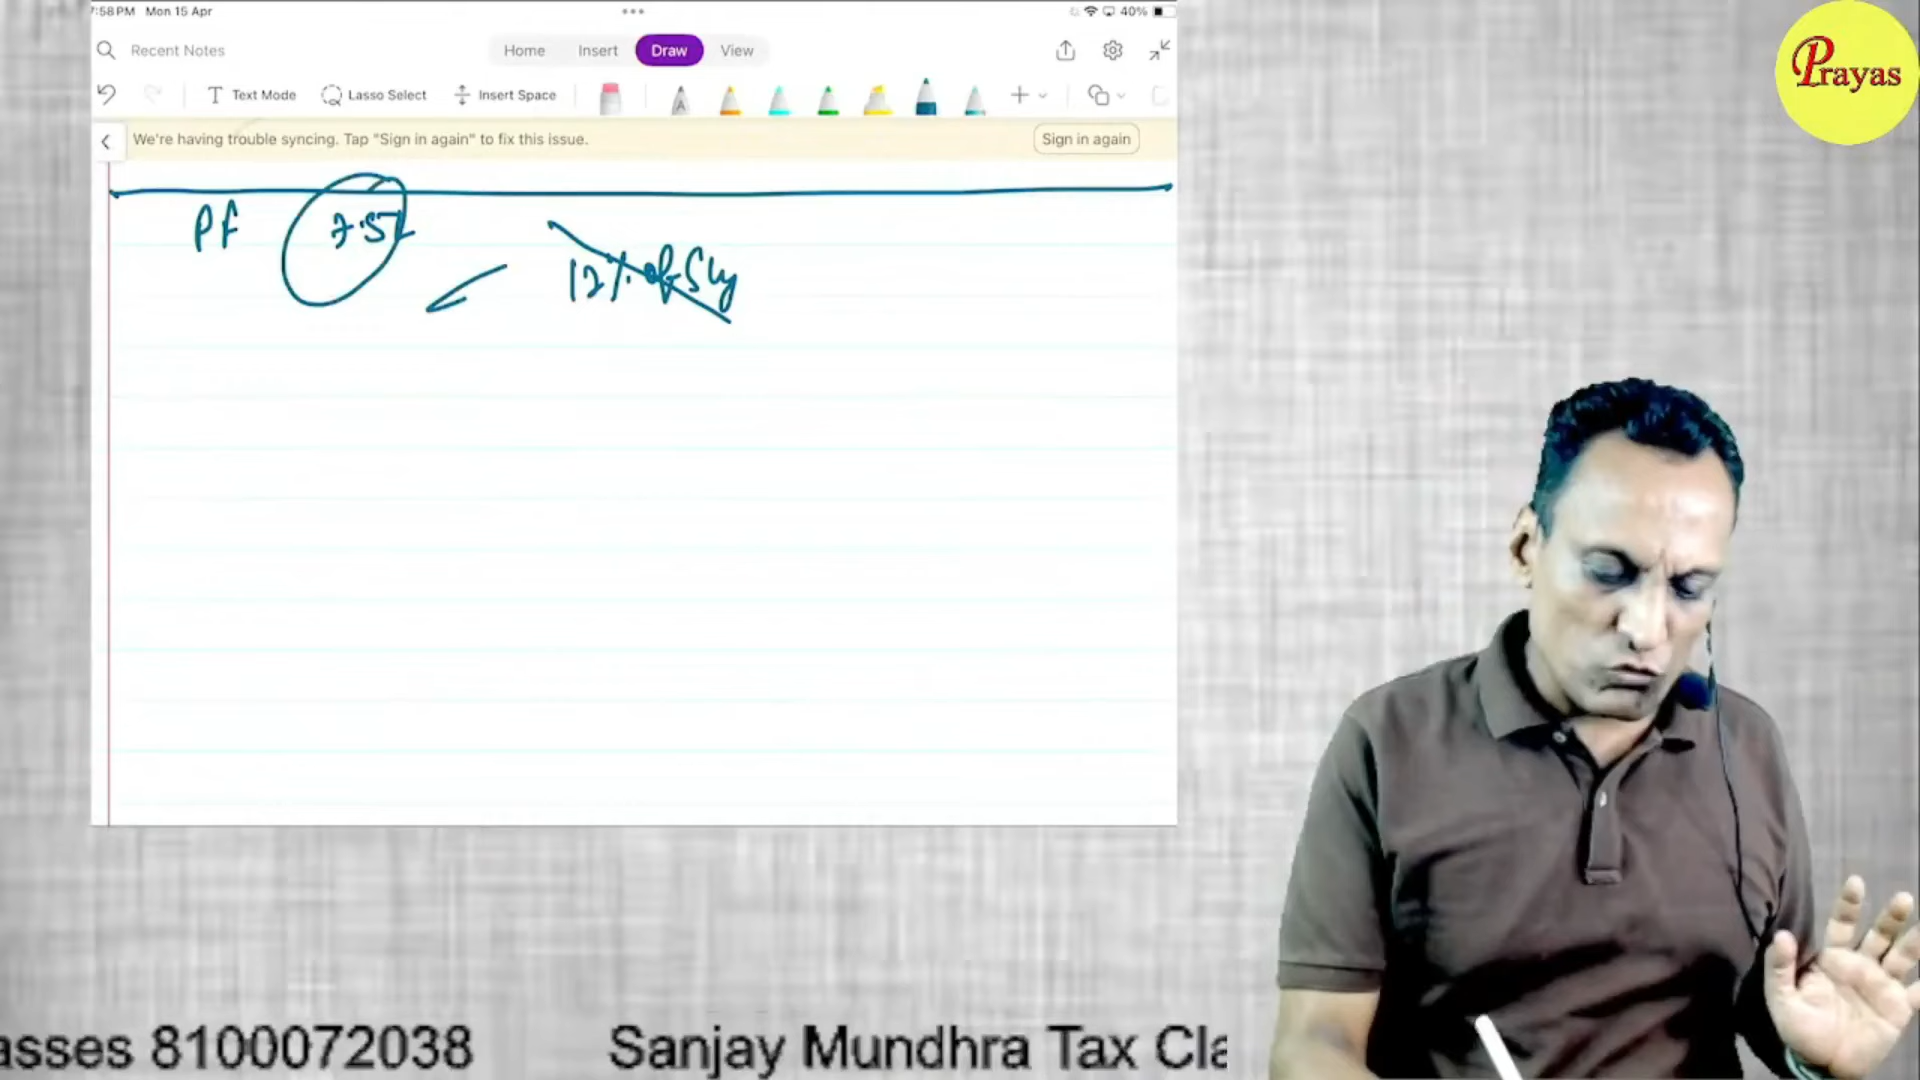 7:58 PM Mon 15 Apr
40%
Recent Notes
Home Insert Draw View
Text Mode Lasso Select Insert Space
We're having trouble syncing. Tap "Sign in again" to fix this issue.
Sign in again
Prayas
PF 7.5L
12% of Sly
asses 8100072038 Sanjay Mundhra Tax Cla